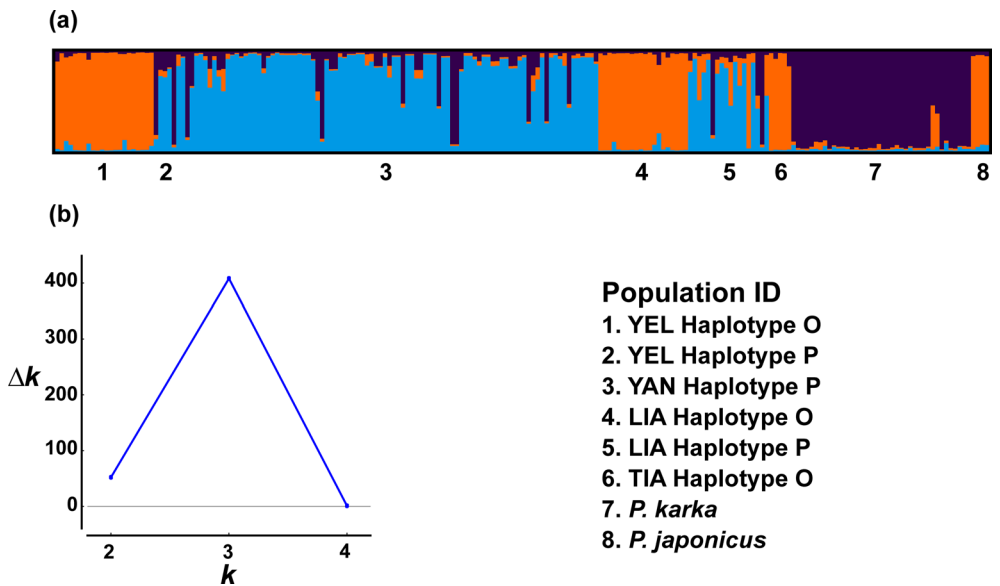 (a)
1 2 3 4 5 6 7 8
(b)
400
300
Δk
200
100
0
2 3 4
k
Population ID
1. YEL Haplotype O
2. YEL Haplotype P
3. YAN Haplotype P
4. LIA Haplotype O
5. LIA Haplotype P
6. TIA Haplotype O
7. P. karka
8. P. japonicus